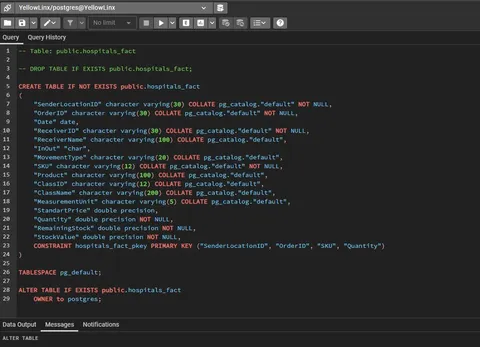 YellowLinx/postgres@YellowLinx
No limit
Query Query History
1 -- Table: public.hospitals_fact
2
3 -- DROP TABLE IF EXISTS public.hospitals_fact;
4
5 CREATE TABLE IF NOT EXISTS public.hospitals_fact
6 (
7 "SenderLocationID" character varying(30) COLLATE pg_catalog."default" NOT NULL,
8 "OrderID" character varying(30) COLLATE pg_catalog."default" NOT NULL,
9 "Date" date,
10 "ReceiverID" character varying(30) COLLATE pg_catalog."default" NOT NULL,
11 "ReceiverName" character varying(100) COLLATE pg_catalog."default",
12 "InOut" "char",
13 "MovementType" character varying(20) COLLATE pg_catalog."default",
14 "SKU" character varying(12) COLLATE pg_catalog."default" NOT NULL,
15 "Product" character varying(100) COLLATE pg_catalog."default",
16 "ClassID" character varying(12) COLLATE pg_catalog."default",
17 "ClassName" character varying(200) COLLATE pg_catalog."default",
18 "MeasurementUnit" character varying(5) COLLATE pg_catalog."default",
19 "StandartPrice" double precision,
20 "Quantity" double precision NOT NULL,
21 "RemainingStock" double precision NOT NULL,
22 "StockValue" double precision NOT NULL,
23 CONSTRAINT hospitals_fact_pkey PRIMARY KEY ("SenderLocationID", "OrderID", "SKU", "Quantity")
24 )
25
26 TABLESPACE pg_default;
27
28 ALTER TABLE IF EXISTS public.hospitals_fact
29 OWNER to postgres;
Data Output Messages Notifications
ALTER TABLE